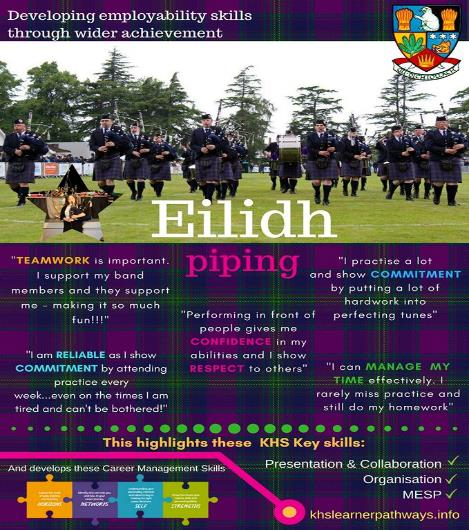 Developing employability skills
through wider achievement
Eilidh
piping
"TEAMWORK is important.
I support my band
members and they support
me - making it so much
fun!!!"
"I practise a lot
and show COMMITMENT
by putting a lot of
hardwork into
perfecting tunes"
"Performing in front of
people gives me
CONFIDENCE in my
abilities and I show
RESPECT to others"
"I am RELIABLE as I show
COMMITMENT by attending
practice every
week...even on the times I am
tired and can't be bothered!"
"I can MANAGE MY
TIME effectively. I
rarely miss practice and
still do my homework"
This highlights these KHS Key skills:
And develops these Career Management Skills
Presentation & Collaboration
Organisation
MESP
HORIZONS
NETWORKS
SELF
STRENGTHS
khslearnerpathways.info